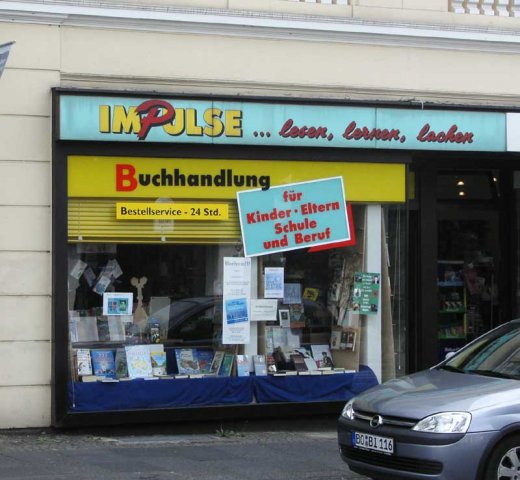 IMPULSE ... lesen, lernen, lachen
Buchhandlung
Bestellservice - 24 Std.
für
Kinder · Eltern
Schule
und Beruf
BO BI 116